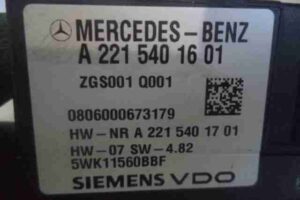 MERCEDES-BENZ
A 221 540 16 01
ZGS001 Q001
0806000673179
HW-NR A 221 540 17 01
HW-07 SW-4.82
5WK11560BBF
SIEMENS VDO